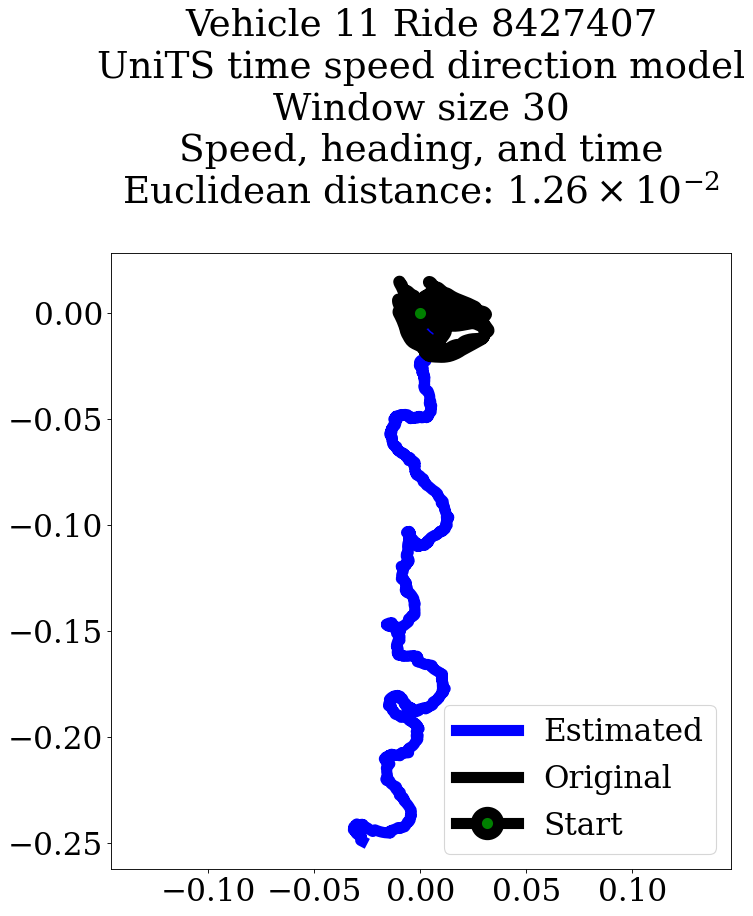 Vehicle 11 Ride 8427407
UniTS time speed direction model
Window size 30
Speed, heading, and time
Euclidean distance: 1.26 × 10⁻²
0.00
−0.05
−0.10
−0.15
−0.20
−0.25
Estimated
Original
Start
−0.10 −0.05 0.00 0.05 0.10